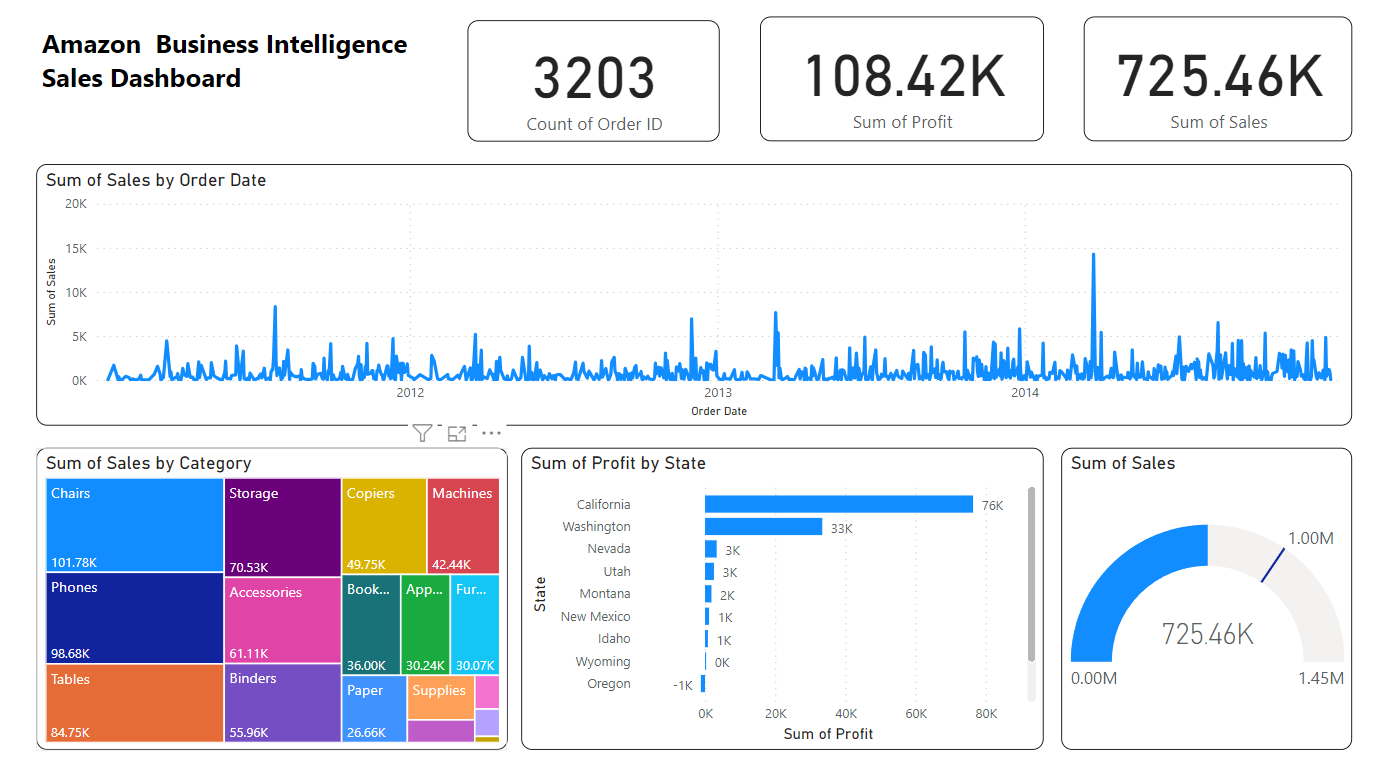 Amazon  Business Intelligence
Sales Dashboard
3203
Count of Order ID
108.42K
Sum of Profit
725.46K
Sum of Sales
Sum of Sales by Order Date
Sum of Sales
20K
15K
10K
5K
0K
2012
2013
2014
Order Date
Sum of Sales by Category
Chairs
101.78K
Phones
98.68K
Tables
84.75K
Storage
70.53K
Accessories
61.11K
Binders
55.96K
Copiers
49.75K
Machines
42.44K
Book...
36.00K
App...
30.24K
Fur...
30.07K
Paper
26.66K
Supplies
Sum of Profit by State
State
California 76K
Washington 33K
Nevada 3K
Utah 3K
Montana 2K
New Mexico 1K
Idaho 1K
Wyoming 0K
Oregon -1K
0K 20K 40K 60K 80K
Sum of Profit
Sum of Sales
1.00M
725.46K
0.00M 1.45M